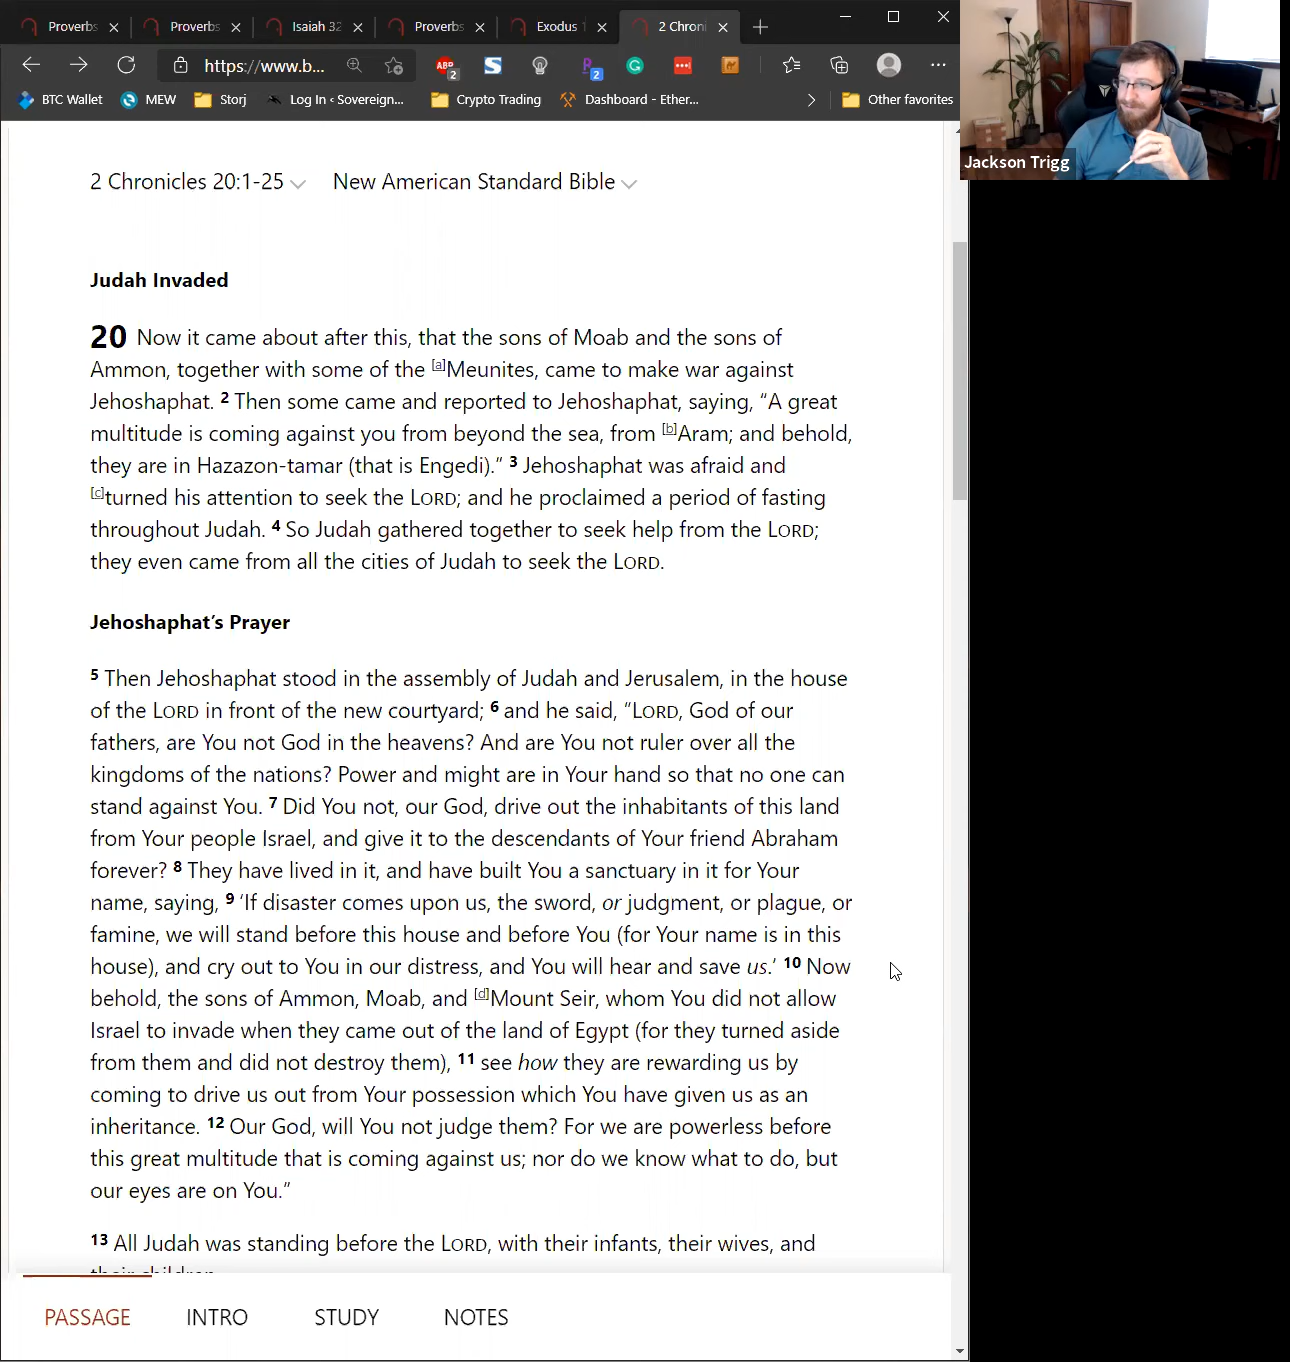 Proverbs
Proverbs
Isaiah 32
Proverbs
Exodus 1
2 Chroni
https://www.b...
ABP
2
S
2
BTC Wallet
MEW
Storj
Log In ‹ Sovereign...
Crypto Trading
Dashboard - Ether...
Other favorites
Jackson Trigg
2 Chronicles 20:1-25
New American Standard Bible
Judah Invaded
20 Now it came about after this, that the sons of Moab and the sons of
Ammon, together with some of the [a]Meunites, came to make war against
Jehoshaphat. 2 Then some came and reported to Jehoshaphat, saying, “A great
multitude is coming against you from beyond the sea, from [b]Aram; and behold,
they are in Hazazon-tamar (that is Engedi).” 3 Jehoshaphat was afraid and
[c]turned his attention to seek the LORD; and he proclaimed a period of fasting
throughout Judah. 4 So Judah gathered together to seek help from the LORD;
they even came from all the cities of Judah to seek the LORD.
Jehoshaphat’s Prayer
5 Then Jehoshaphat stood in the assembly of Judah and Jerusalem, in the house
of the LORD in front of the new courtyard; 6 and he said, “LORD, God of our
fathers, are You not God in the heavens? And are You not ruler over all the
kingdoms of the nations? Power and might are in Your hand so that no one can
stand against You. 7 Did You not, our God, drive out the inhabitants of this land
from Your people Israel, and give it to the descendants of Your friend Abraham
forever? 8 They have lived in it, and have built You a sanctuary in it for Your
name, saying, 9 ‘If disaster comes upon us, the sword, or judgment, or plague, or
famine, we will stand before this house and before You (for Your name is in this
house), and cry out to You in our distress, and You will hear and save us.’ 10 Now
behold, the sons of Ammon, Moab, and [d]Mount Seir, whom You did not allow
Israel to invade when they came out of the land of Egypt (for they turned aside
from them and did not destroy them), 11 see how they are rewarding us by
coming to drive us out from Your possession which You have given us as an
inheritance. 12 Our God, will You not judge them? For we are powerless before
this great multitude that is coming against us; nor do we know what to do, but
our eyes are on You.”
13 All Judah was standing before the LORD, with their infants, their wives, and
their children.
PASSAGE
INTRO
STUDY
NOTES